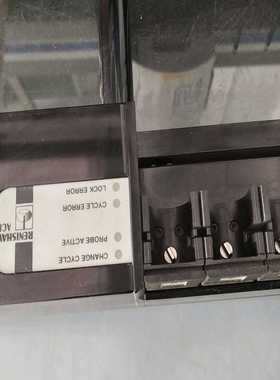 RENISHAW
LOCK ERROR
CYCLE ERROR
PROBE ACTIVE
CHANGE CYCLE